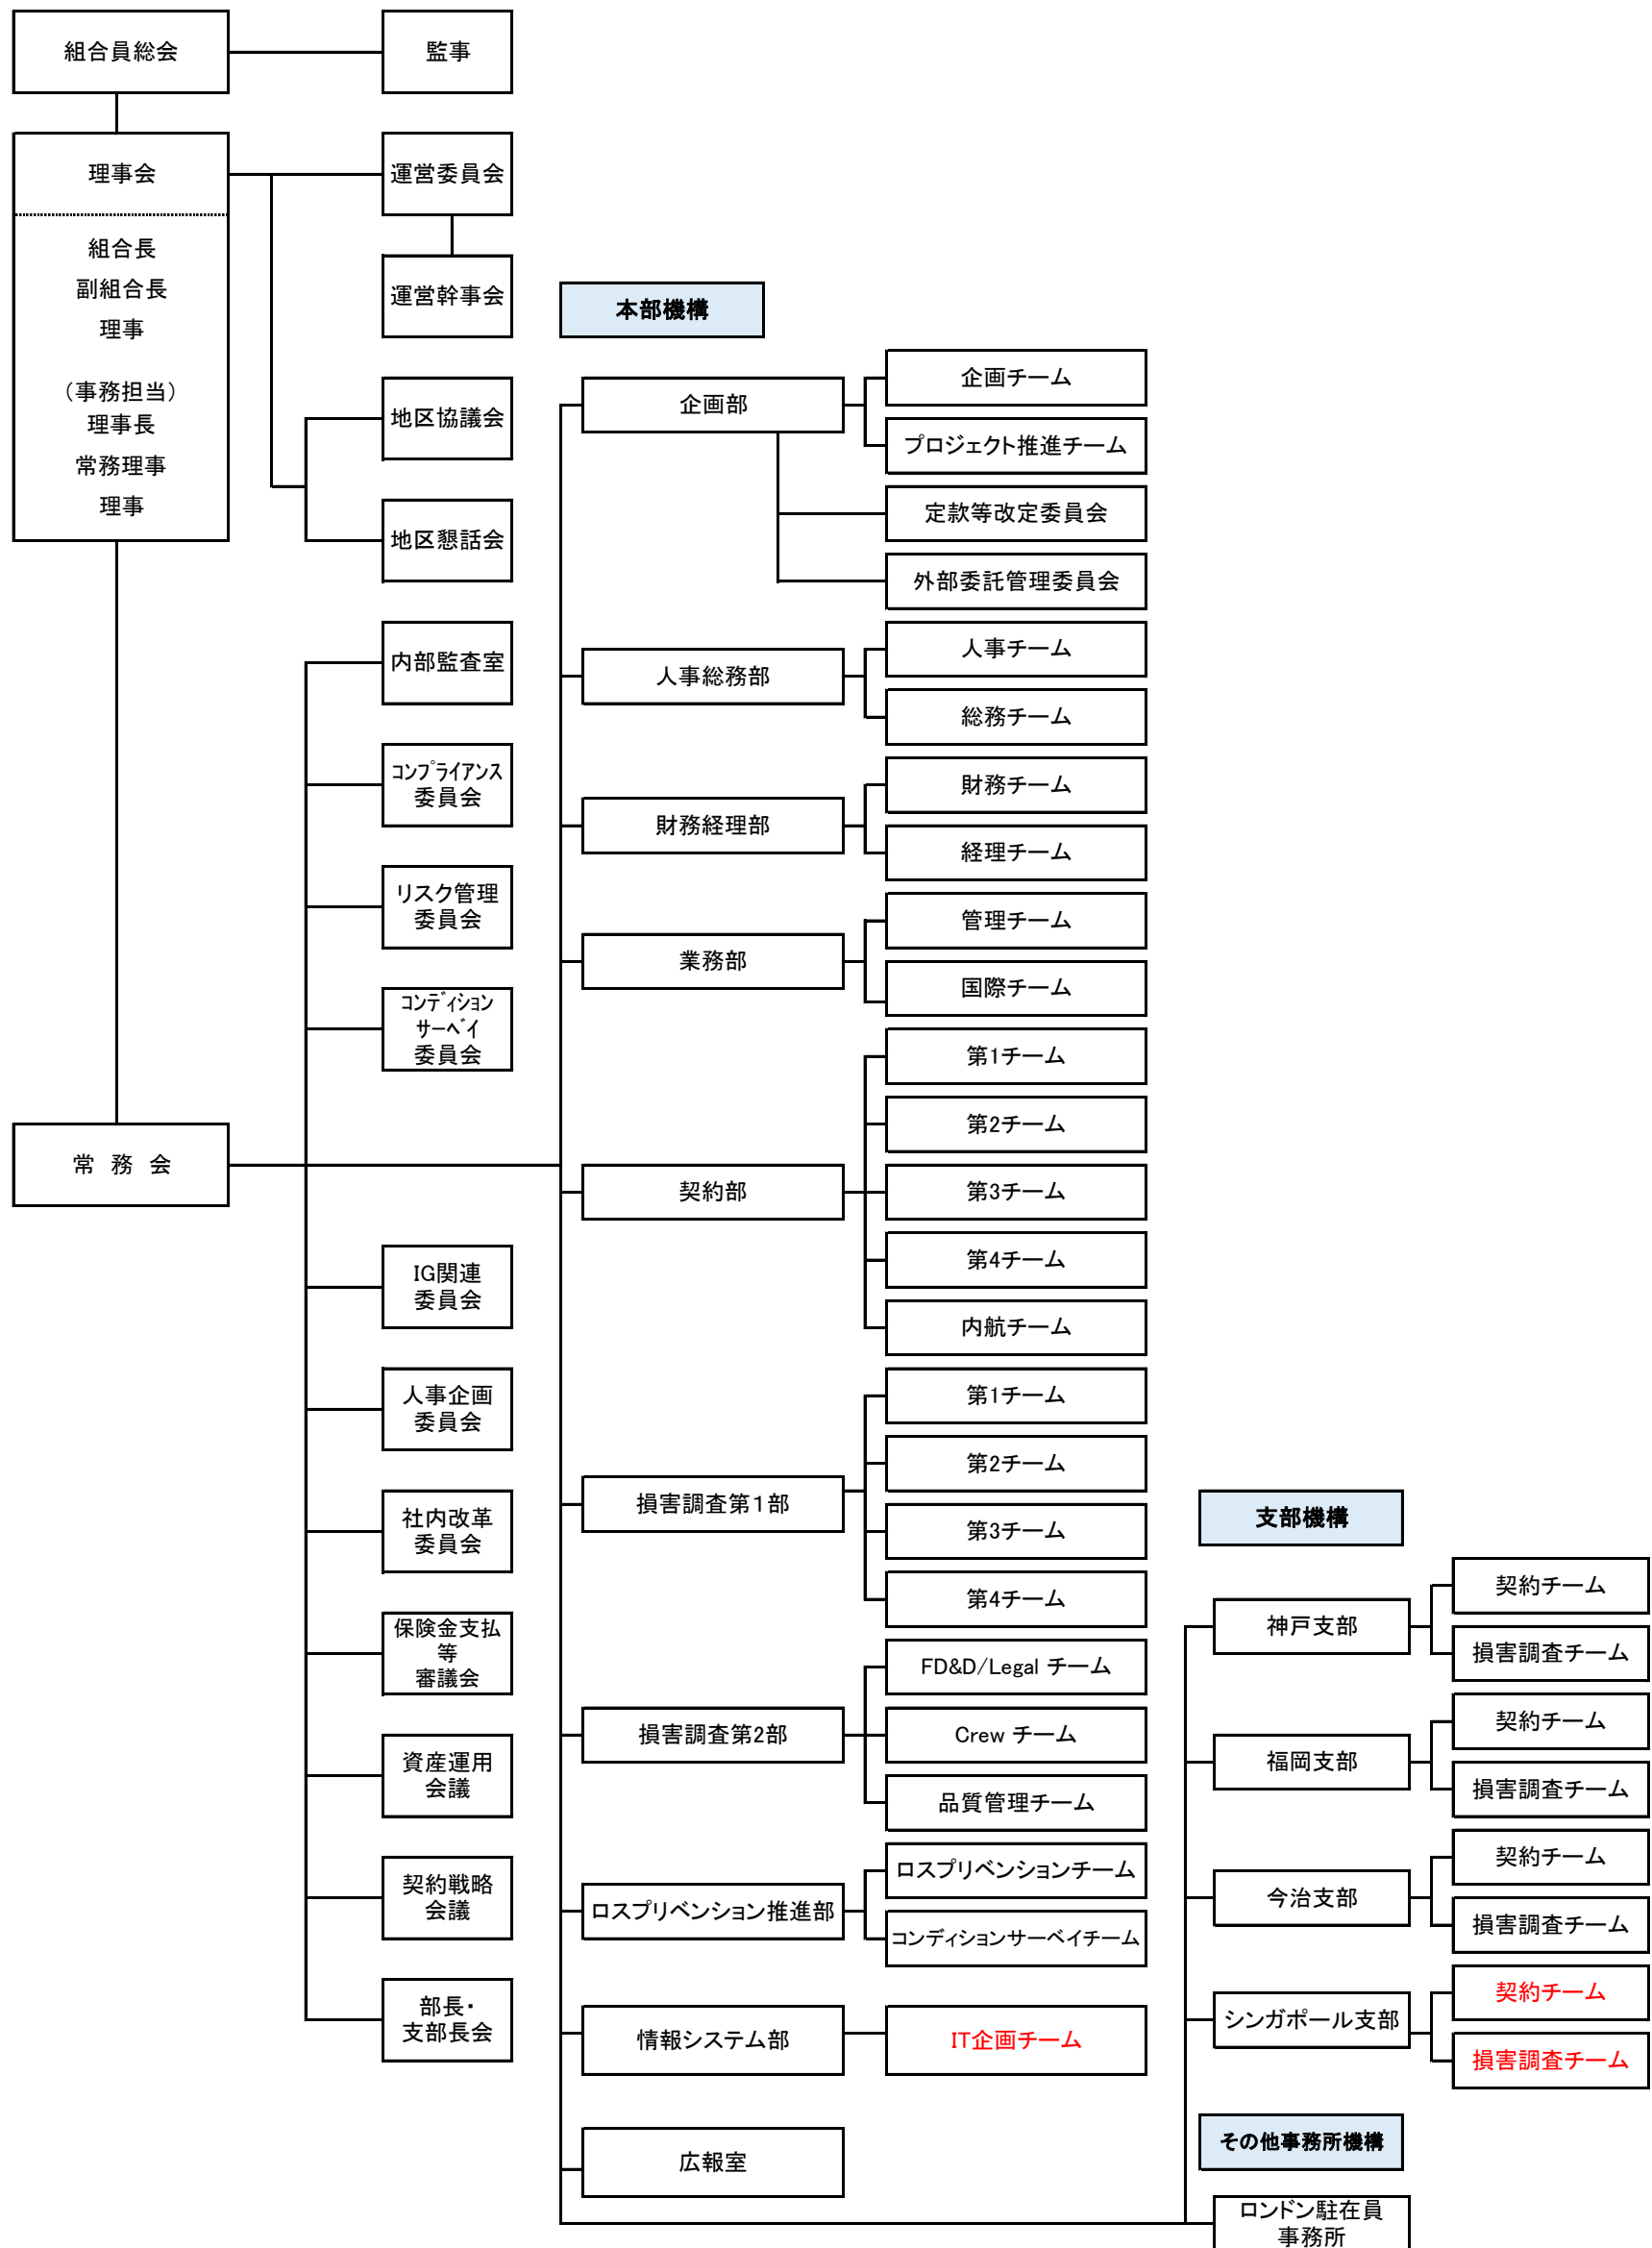 組合員総会
監事
理事会
組合長
副組合長
理事
（事務担当）
理事長
常務理事
理事
運営委員会
運営幹事会
地区協議会
地区懇話会
内部監査室
コンプライアンス
委員会
リスク管理
委員会
コンディション
サーベイ
委員会
常 務 会
IG関連
委員会
人事企画
委員会
社内改革
委員会
保険金支払
等
審議会
資産運用
会議
契約戦略
会議
部長・
支部長会
本部機構
企画部
企画チーム
プロジェクト推進チーム
定款等改定委員会
外部委託管理委員会
人事総務部
人事チーム
総務チーム
財務経理部
財務チーム
経理チーム
業務部
管理チーム
国際チーム
契約部
第1チーム
第2チーム
第3チーム
第4チーム
内航チーム
損害調査第１部
第1チーム
第2チーム
第3チーム
第4チーム
損害調査第2部
FD&D/Legal チーム
Crew チーム
品質管理チーム
ロスプリベンション推進部
ロスプリベンションチーム
コンディションサーベイチーム
情報システム部
IT企画チーム
広報室
支部機構
神戸支部
契約チーム
損害調査チーム
福岡支部
契約チーム
損害調査チーム
今治支部
契約チーム
損害調査チーム
シンガポール支部
契約チーム
損害調査チーム
その他事務所機構
ロンドン駐在員
事務所